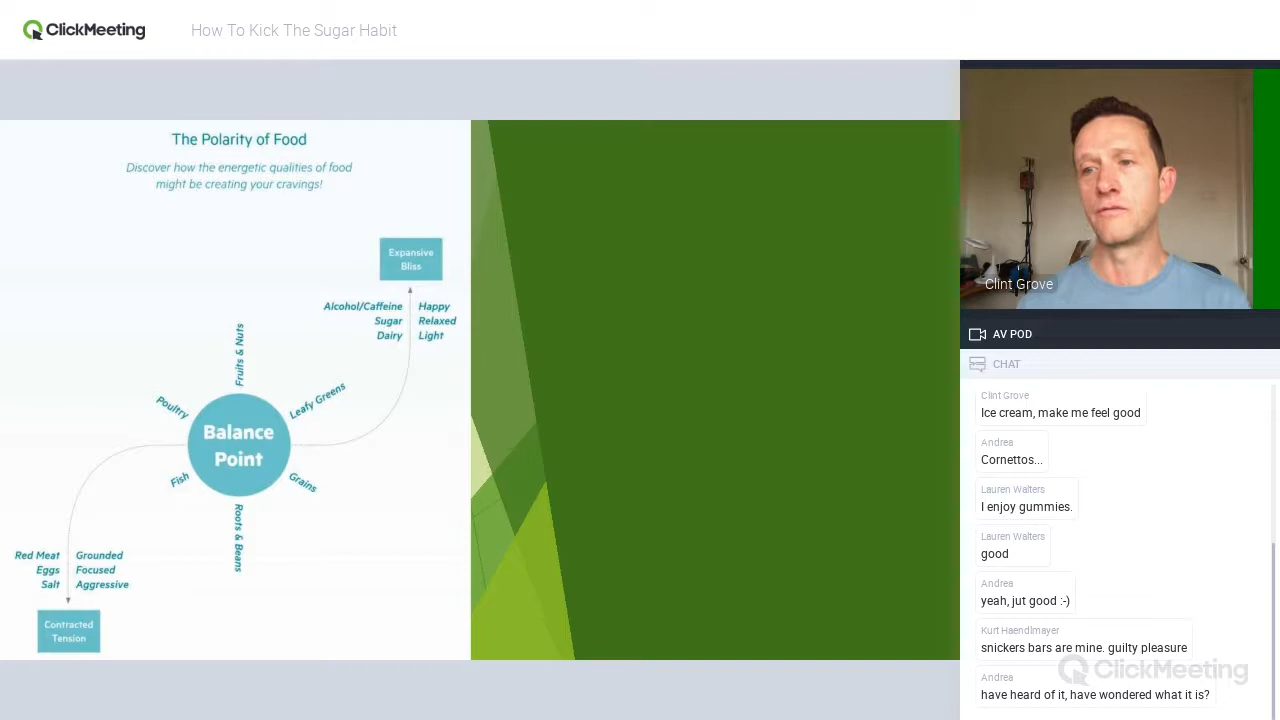 ClickMeeting
How To Kick The Sugar Habit
The Polarity of Food
Discover how the energetic qualities of food
might be creating your cravings!
Expansive
Bliss
Alcohol/Caffeine
Sugar
Dairy
Happy
Relaxed
Light
Fruits & Nuts
Poultry
Leafy Greens
Balance
Point
Fish
Grains
Roots & Beans
Red Meat
Eggs
Salt
Grounded
Focused
Aggressive
Contracted
Tension
Clint Grove
AV POD
CHAT
Clint Grove
Ice cream, make me feel good
Andrea
Cornettos...
Lauren Walters
I enjoy gummies.
Lauren Walters
good
Andrea
yeah, jut good :-)
Kurt Haendlmayer
snickers bars are mine. guilty pleasure
ClickMeeting
Andrea
have heard of it, have wondered what it is?